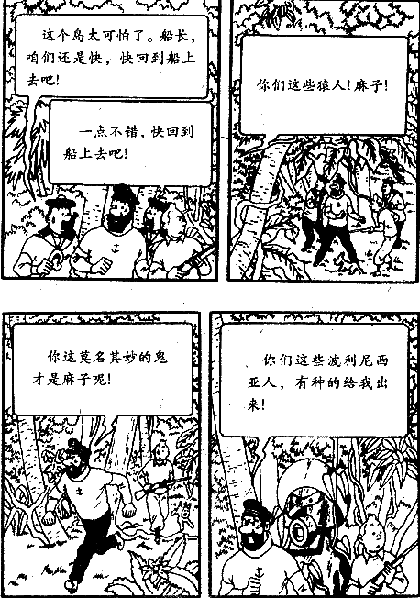 这个岛太可怕了。船长,
咱们还是快,快回到船上
去吧!
一点不错,快回到
船上去吧!
你们这些猿人!麻子!
你这莫名其妙的鬼
才是麻子呢!
你们这些波利尼西
亚人,有种的给我出
来!